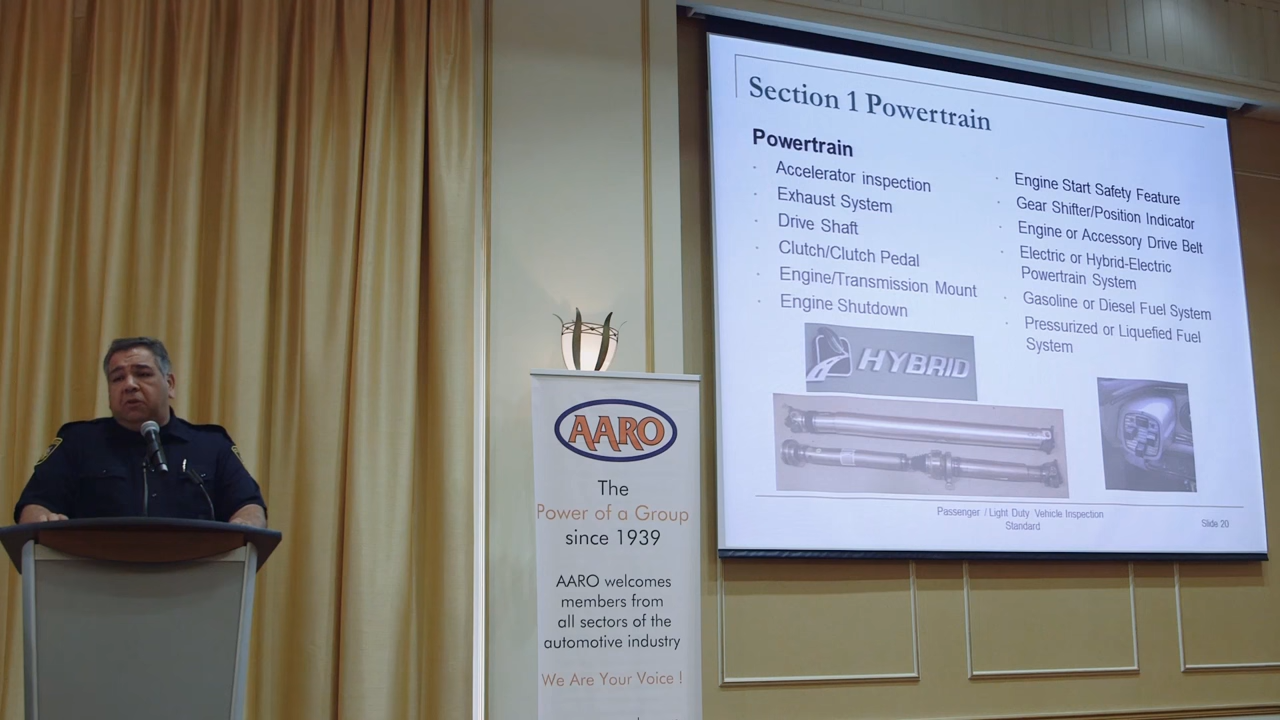 Section 1 Powertrain
Powertrain
· Accelerator inspection
· Exhaust System
· Drive Shaft
· Clutch/Clutch Pedal
· Engine/Transmission Mount
· Engine Shutdown
· Engine Start Safety Feature
· Gear Shifter/Position Indicator
· Engine or Accessory Drive Belt
· Electric or Hybrid-Electric
Powertrain System
· Gasoline or Diesel Fuel System
· Pressurized or Liquefied Fuel
System
HYBRID
Passenger / Light Duty Vehicle Inspection
Standard
Slide 20
AARO
The
Power of a Group
since 1939
AARO welcomes
members from
all sectors of the
automotive industry
We Are Your Voice !